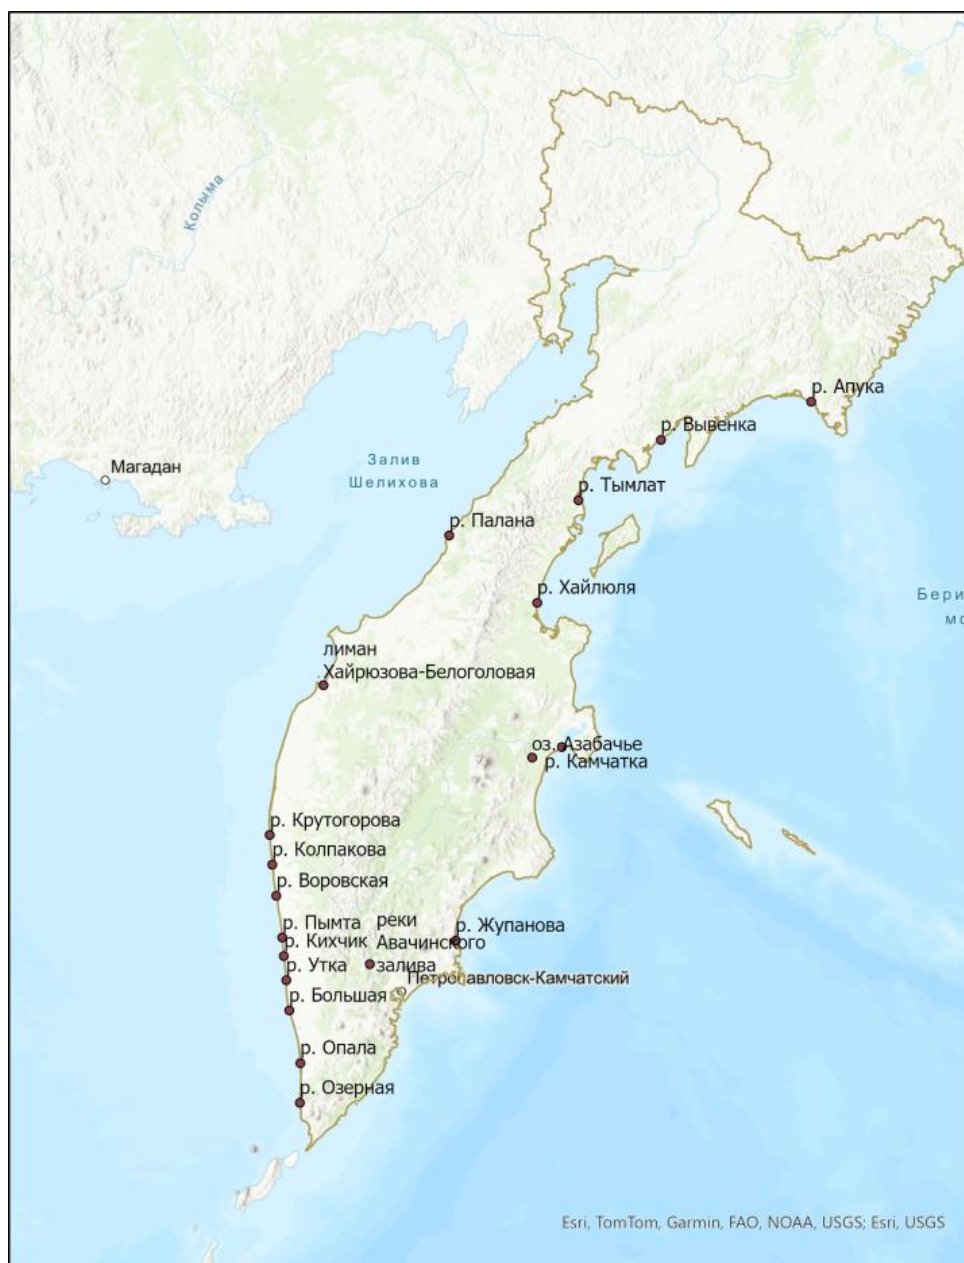 Колыма
р. Апука
р. Вывенка
Залив
Шелихова
Магадан
р. Тымлат
р. Палана
р. Хайлюля
Бери
мо
лиман
Хайрюзова-Белоголовая
оз. Азабачье
р. Камчатка
р. Крутогорова
р. Колпакова
р. Воровская
р. Пымта
реки
Авачинского
залива
р. Жупанова
р. Кихчик
р. Утка
Петропавловск-Камчатский
р. Большая
р. Опала
р. Озерная
Esri, TomTom, Garmin, FAO, NOAA, USGS; Esri, USGS